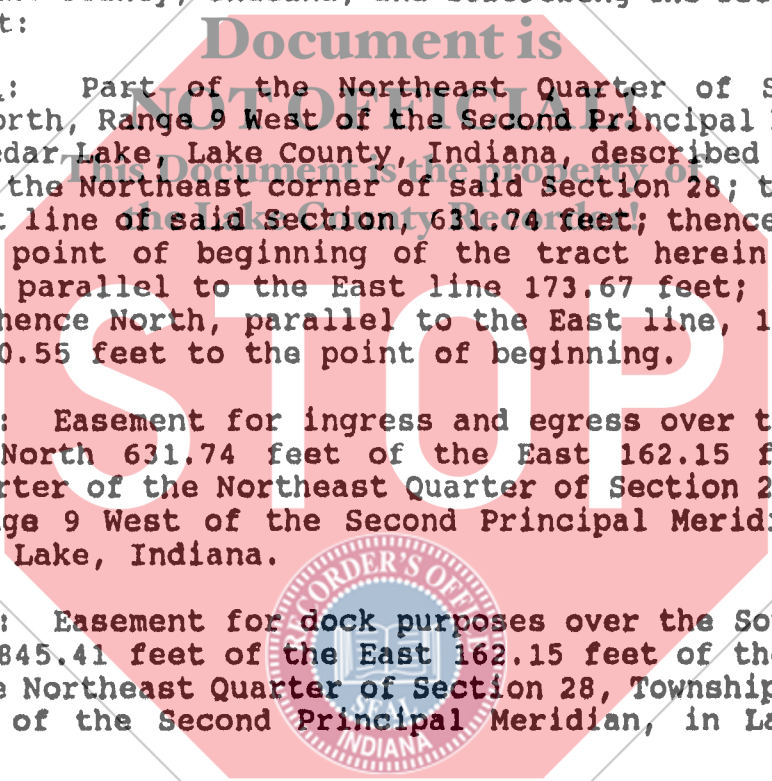 t:
Document is
Part of the Northeast Quarter of S
NOT OFFICIAL!
orth, Range 9 West of the Second Principal
edar Lake, Lake County, Indiana, described
This Document is the property of
the Northeast corner of said Section 28; t
the Lake County Recorder!
t line of said Section, 631.74 feet; thence
point of beginning of the tract herein
parallel to the East line 173.67 feet;
hence North, parallel to the East line, 1
0.55 feet to the point of beginning.
STOP
: Easement for ingress and egress over t
North 631.74 feet of the East 162.15 f
rter of the Northeast Quarter of Section 2
ge 9 West of the Second Principal Meridi
Lake, Indiana.
: Easement for dock purposes over the So
845.41 feet of the East 162.15 feet of th
e Northeast Quarter of Section 28, Township
of the Second Principal Meridian, in La
RECORDER'S OFFICE
SEAL
INDIANA